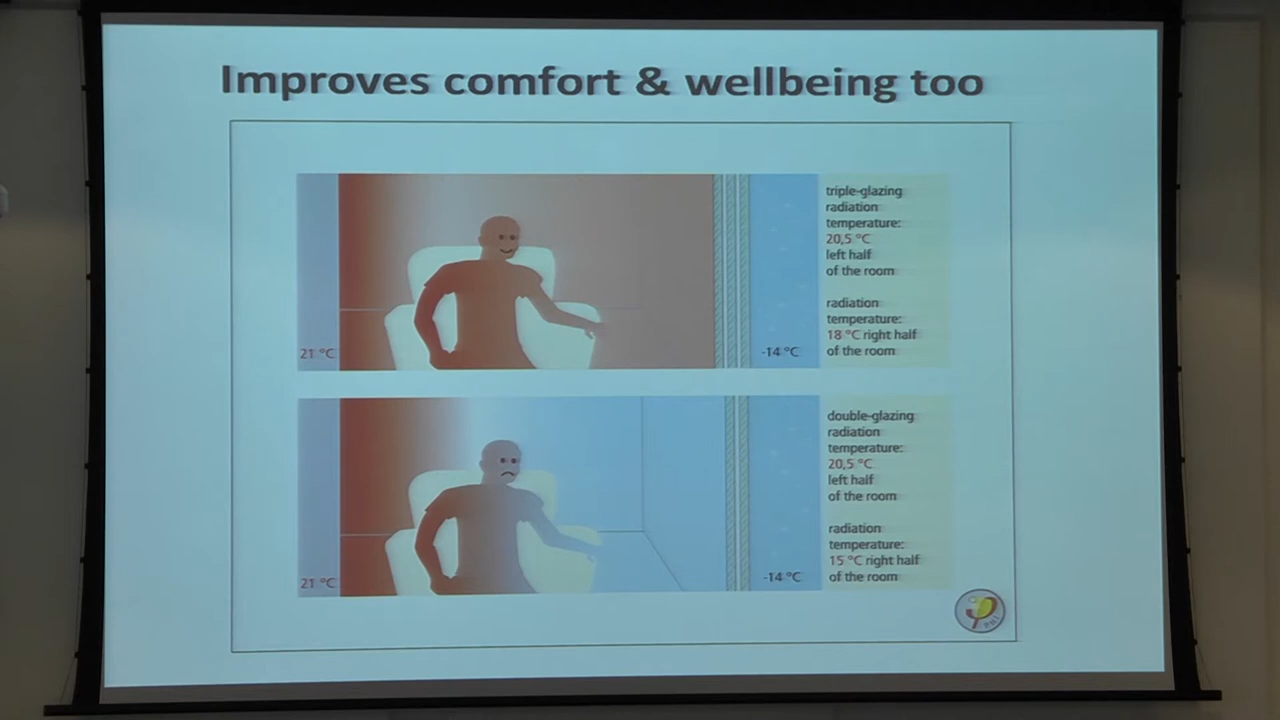 Improves comfort & wellbeing too
triple-glazing
radiation
temperature:
20,5 °C
left half
of the room
radiation
temperature:
18 °C right half
of the room
21 °C
-14 °C
double-glazing
radiation
temperature:
20,5 °C
left half
of the room
radiation
temperature:
15 °C right half
of the room
21 °C
-14 °C